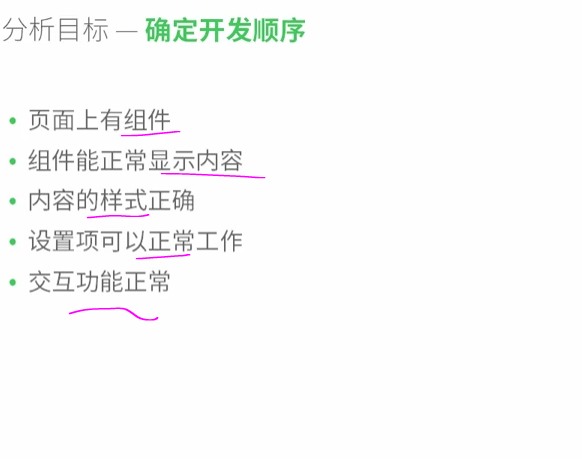 分析目标 — 确定开发顺序
• 页面上有组件
• 组件能正常显示内容
• 内容的样式正确
• 设置项可以正常工作
• 交互功能正常